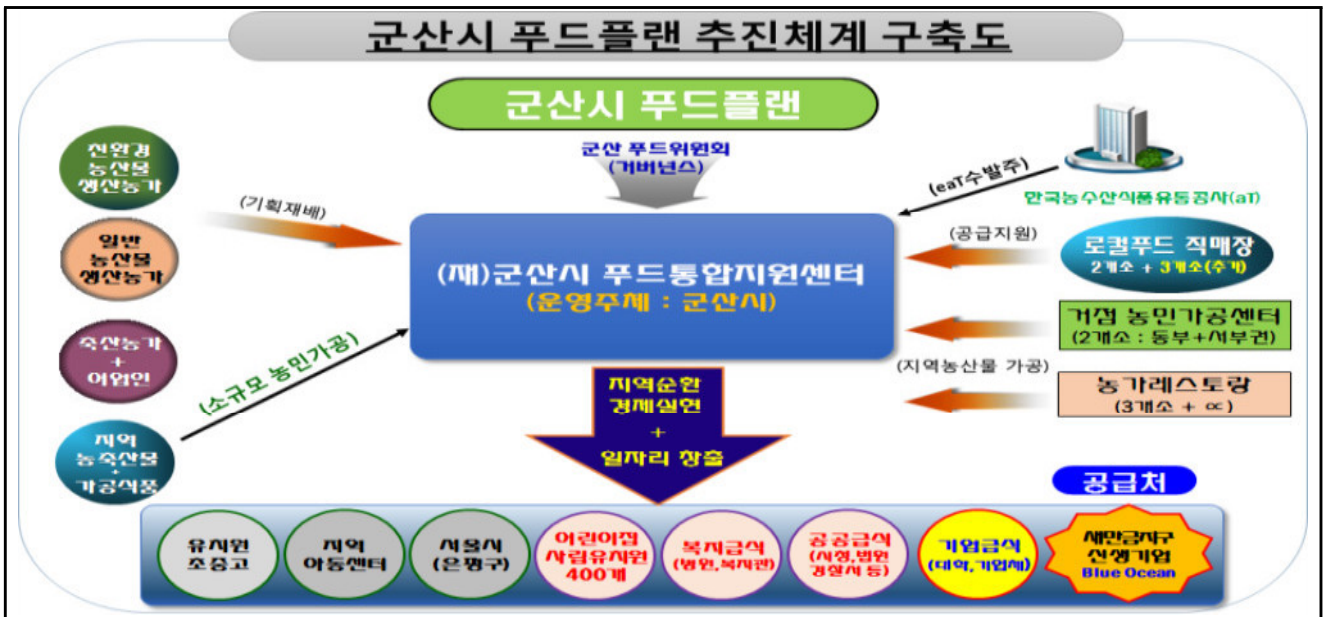 군산시 푸드플랜 추진체계 구축도
군산시 푸드플랜
군산 푸드위원회
(거버넌스)
친환경
농산물
생산농가
(기획재배)
일반
농산물
생산농가
축산농가
+
어업인
(소규모 농민가공)
지역
농축산물
+
가공식품
(재)군산시 푸드통합지원센터
(운영주체 : 군산시)
(eaT수발주)
한국농수산식품유통공사(aT)
(공급지원)
로컬푸드 직매장
2개소 + 3개소(추가)
거점 농민가공센터
(2개소 : 동부+서부권)
(지역농산물 가공)
농가레스토랑
(3개소 + ∝)
지역순환
경제실현
+
일자리 창출
공급처
유치원
초중고
지역
아동센터
서울시
(은평구)
어린이집
사립유치원
400개
복지급식
(병원,복지관)
공공급식
(시청,법원
경찰서 등)
기업급식
(대학,기업체)
새만금지구
신생기업
Blue Ocean